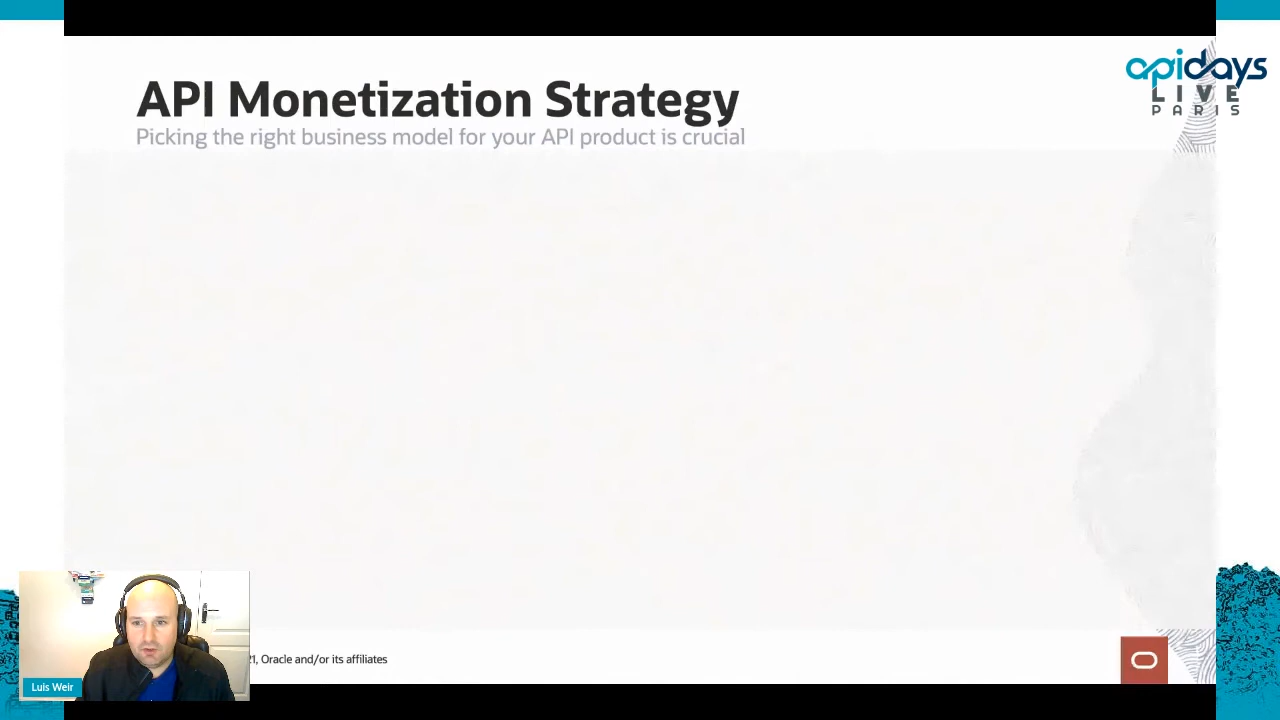 API Monetization Strategy
Picking the right business model for your API product is crucial
apidays
LIVE
PARIS
Luis Weir
21, Oracle and/or its affiliates